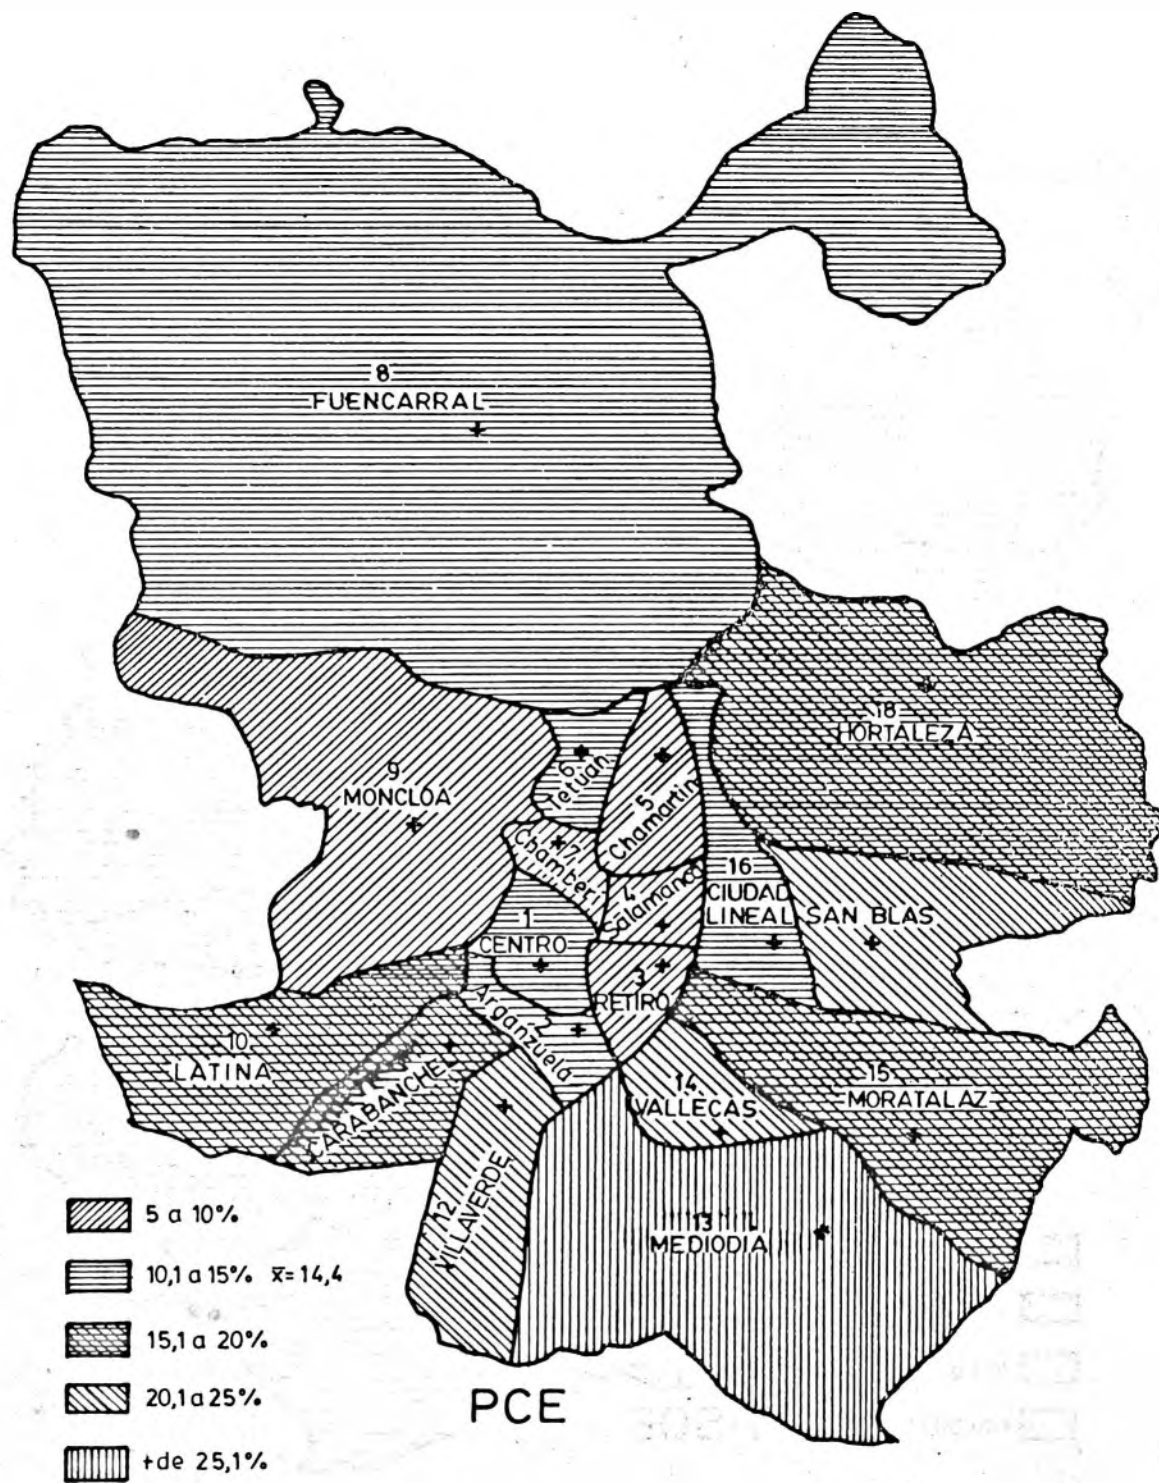 8
FUENCARRAL
18
HORTALEZA
6
Tetuán
5
Chamartin
9
MONCLOA
7
Chamberi
4
Salamanca
16
CIUDAD
LINEAL
SAN BLAS
1
CENTRO
3
RETIRO
2
Arganzuela
10
LATINA
CARABANCHEL
14
VALLECAS
15
MORATALAZ
12
VILLAVERDE
13
MEDIODIA
5 a 10%
10,1 a 15% x̄=14,4
15,1 a 20%
20,1 a 25%
+de 25,1%
PCE